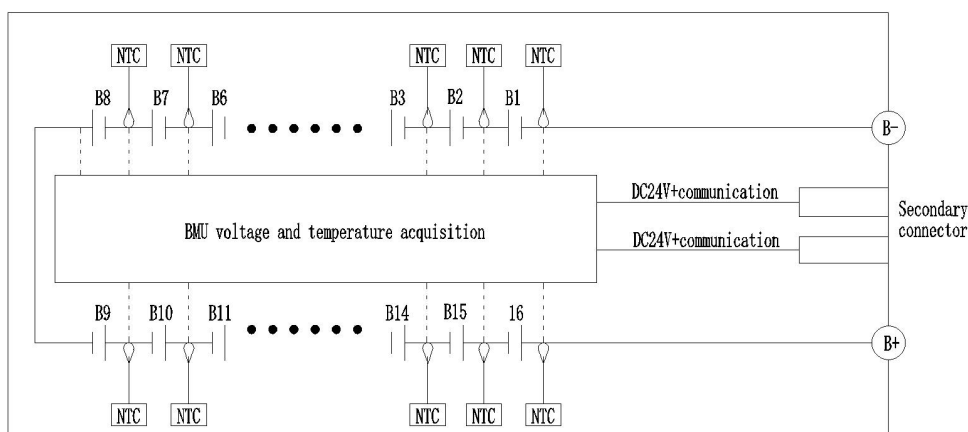 NTC NTC NTC NTC NTC
B8 B7 B6 B3 B2 B1
B-
BMU voltage and temperature acquisition
DC24V+communication
DC24V+communication
Secondary
connector
B9 B10 B11 B14 B15 16
B+
NTC NTC NTC NTC NTC